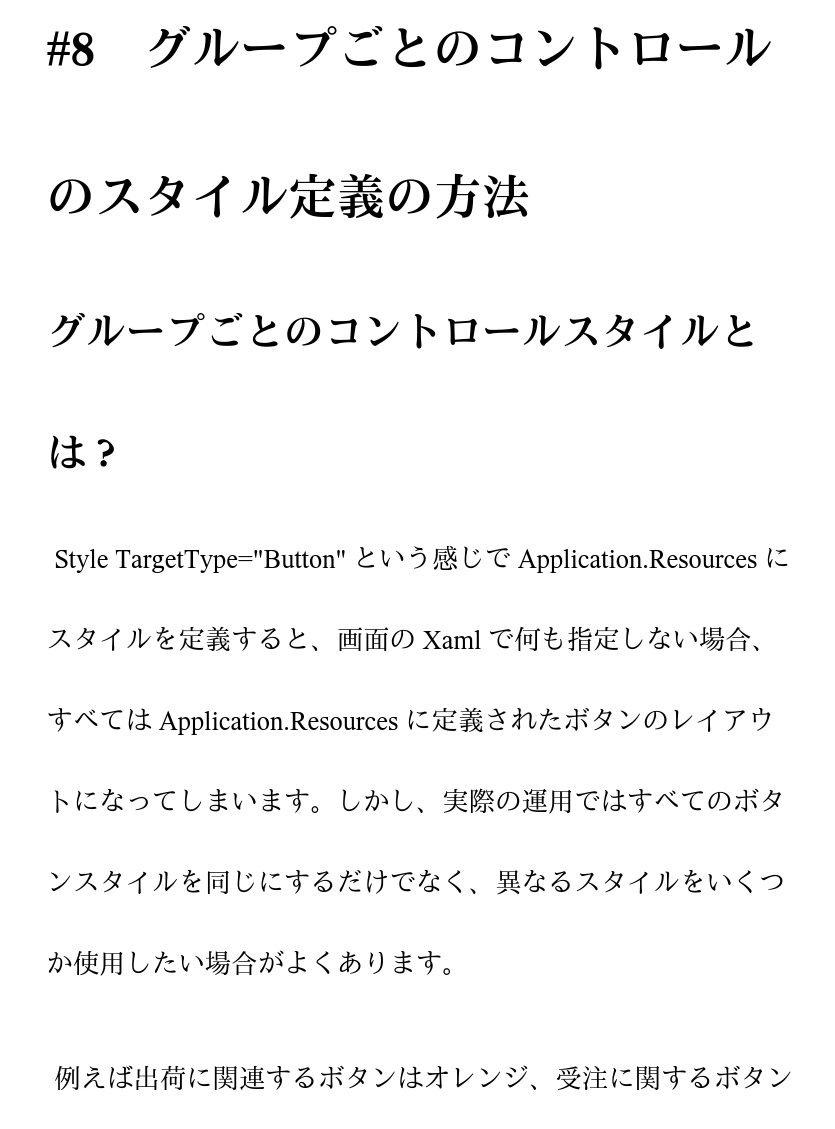 #8　グループごとのコントロール
のスタイル定義の方法
グループごとのコントロールスタイルと
は？
Style TargetType="Button" という感じで Application.Resources に
スタイルを定義すると、画面の Xaml で何も指定しない場合、
すべては Application.Resources に定義されたボタンのレイアウ
トになってしまいます。しかし、実際の運用ではすべてのボタ
ンスタイルを同じにするだけでなく、異なるスタイルをいくつ
か使用したい場合がよくあります。
例えば出荷に関連するボタンはオレンジ、受注に関するボタン